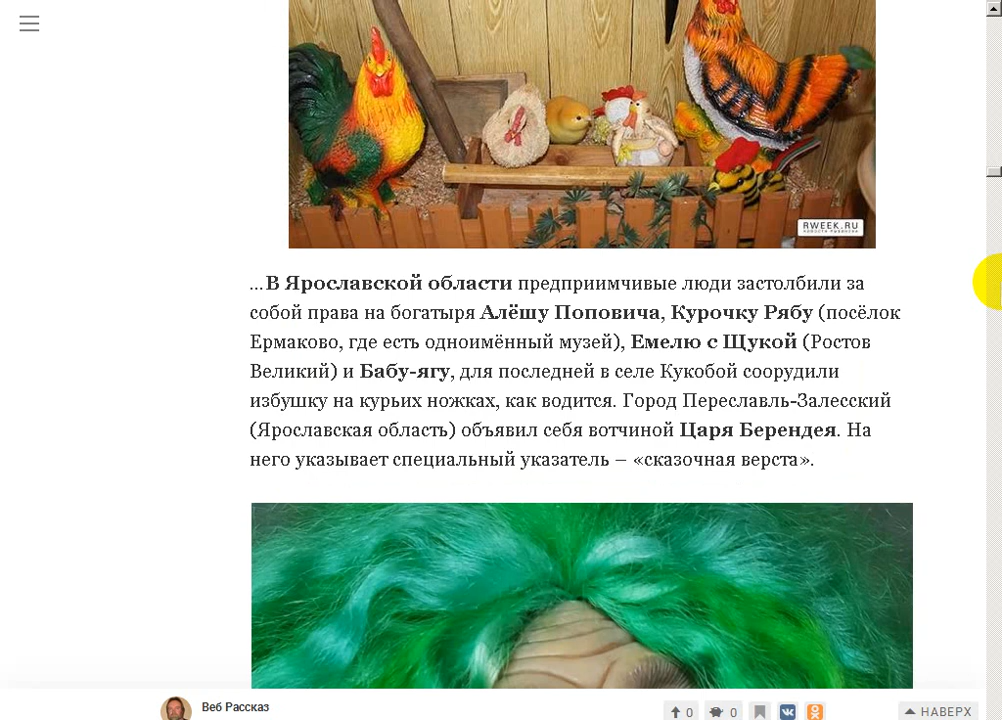 RWEEK.RU
НОВОСТИ РЫБИНСКА
...В Ярославской области предприимчивые люди застолбили за
собой права на богатыря Алёшу Поповича, Курочку Рябу (посёлок
Ермаково, где есть одноимённый музей), Емелю с Щукой (Ростов
Великий) и Бабу-ягу, для последней в селе Кукобой соорудили
избушку на курьих ножках, как водится. Город Переславль-Залесский
(Ярославская область) объявил себя вотчиной Царя Берендея. На
него указывает специальный указатель – «сказочная верста».
Веб Рассказ
0
0
НАВЕРХ